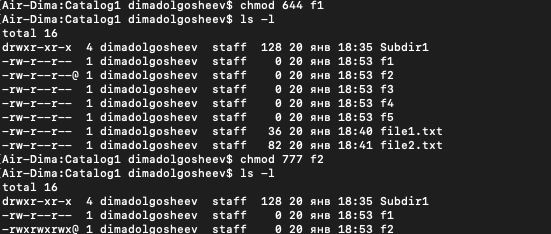 [Air-Dima:Catalog1 dimadolgosheev$ chmod 644 f1
[Air-Dima:Catalog1 dimadolgosheev$ ls -l
total 16
drwxr-xr-x  4 dimadolgosheev  staff  128 20 янв 18:35 Subdir1
-rw-r--r--  1 dimadolgosheev  staff    0 20 янв 18:53 f1
-rw-r--r--@ 1 dimadolgosheev  staff    0 20 янв 18:53 f2
-rw-r--r--  1 dimadolgosheev  staff    0 20 янв 18:53 f3
-rw-r--r--  1 dimadolgosheev  staff    0 20 янв 18:53 f4
-rw-r--r--  1 dimadolgosheev  staff    0 20 янв 18:53 f5
-rw-r--r--  1 dimadolgosheev  staff   36 20 янв 18:40 file1.txt
-rw-r--r--  1 dimadolgosheev  staff   82 20 янв 18:41 file2.txt
[Air-Dima:Catalog1 dimadolgosheev$ chmod 777 f2
[Air-Dima:Catalog1 dimadolgosheev$ ls -l
total 16
drwxr-xr-x  4 dimadolgosheev  staff  128 20 янв 18:35 Subdir1
-rw-r--r--  1 dimadolgosheev  staff    0 20 янв 18:53 f1
-rwxrwxrwx@ 1 dimadolgosheev  staff    0 20 янв 18:53 f2